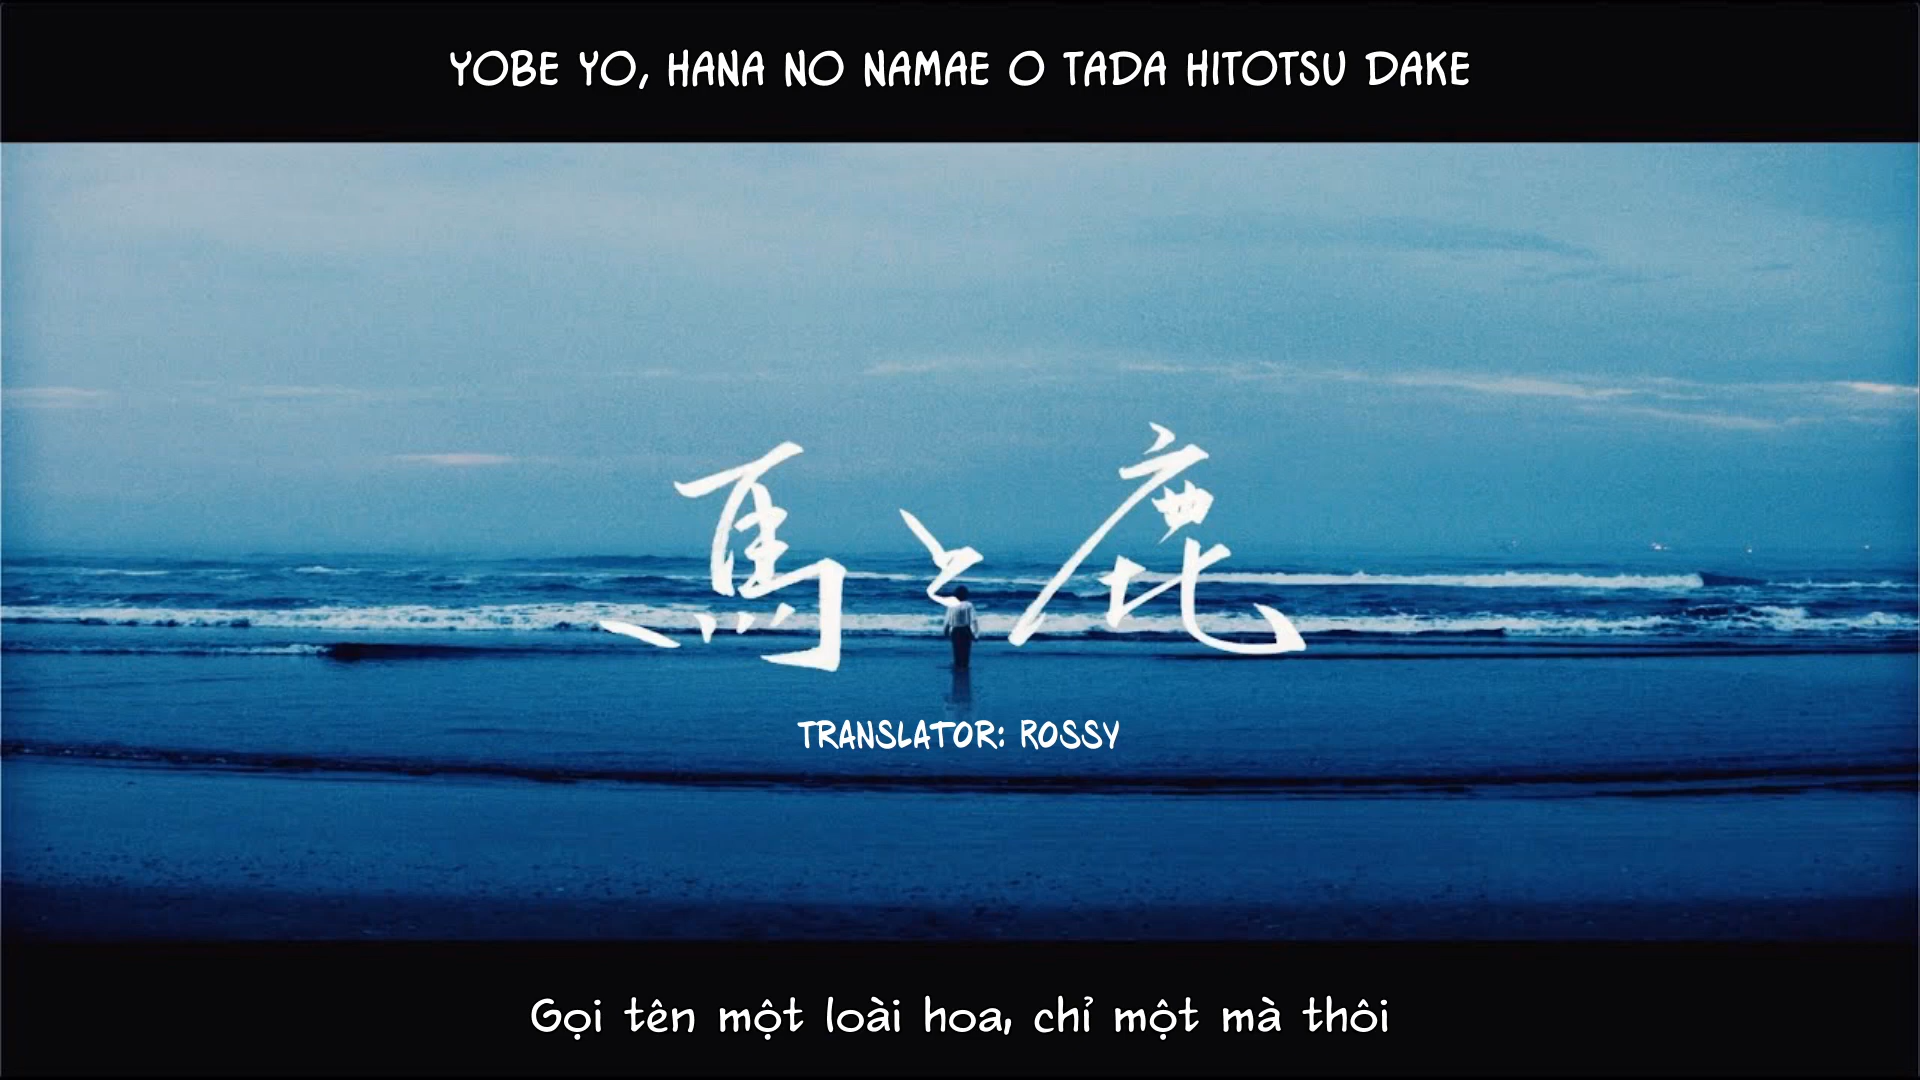 YOBE YO, HANA NO NAMAE O TADA HITOTSU DAKE
馬と鹿
TRANSLATOR: ROSSY
Gọi tên một loài hoa, chỉ một mà thôi